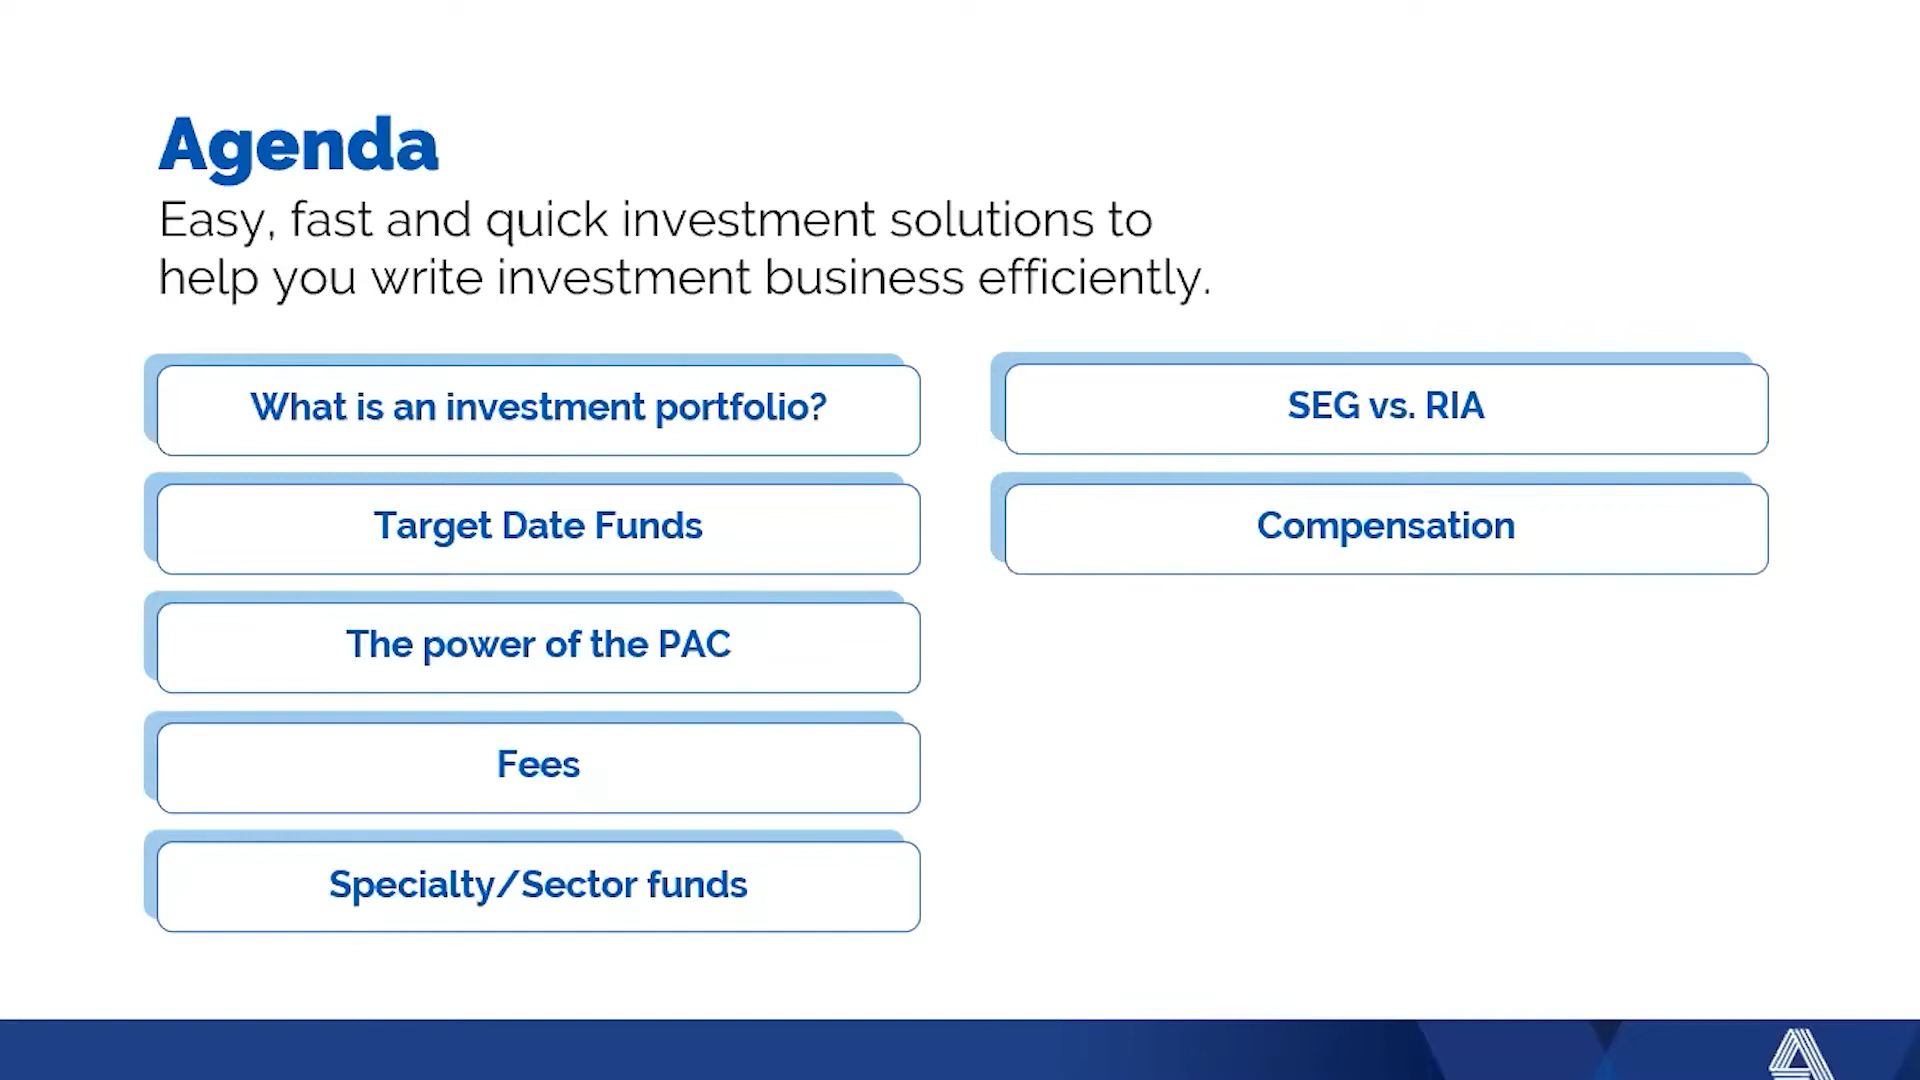 Agenda
Easy, fast and quick investment solutions to
help you write investment business efficiently.
What is an investment portfolio?
Target Date Funds
The power of the PAC
Fees
Specialty/Sector funds
SEG vs. RIA
Compensation